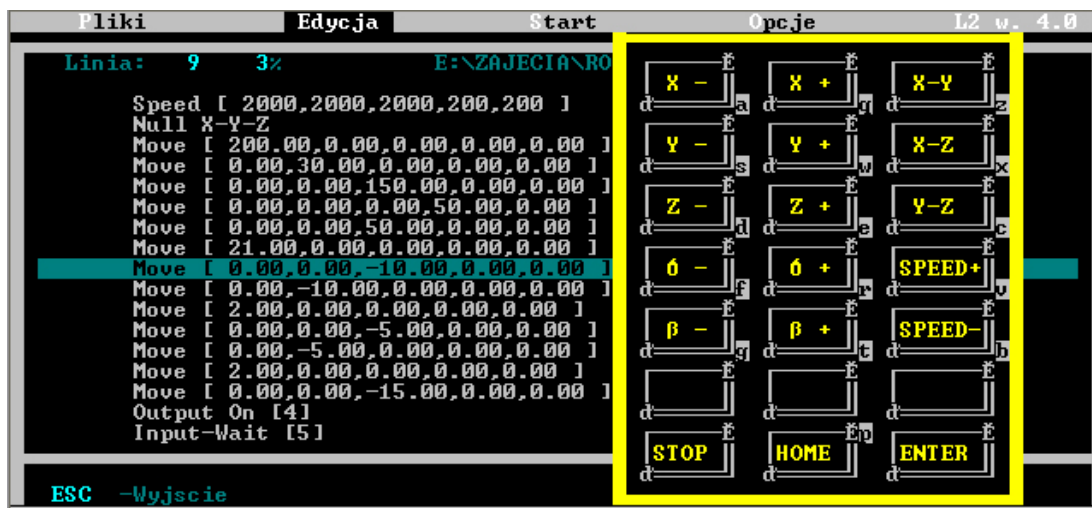 Pliki Edycja Start Opcje L2 w. 4.0
Linia: 9 3% E:\ZAJECIA\RO
Speed [ 2000,2000,2000,200,200 ]
Null X-Y-Z
Move [ 200.00,0.00,0.00,0.00,0.00 ]
Move [ 0.00,30.00,0.00,0.00,0.00 ]
Move [ 0.00,0.00,150.00,0.00,0.00 ]
Move [ 0.00,0.00,0.00,50.00,0.00 ]
Move [ 0.00,0.00,50.00,0.00,0.00 ]
Move [ 21.00,0.00,0.00,0.00,0.00 ]
Move [ 0.00,0.00,-10.00,0.00,0.00 ]
Move [ 0.00,-10.00,0.00,0.00,0.00 ]
Move [ 2.00,0.00,0.00,0.00,0.00 ]
Move [ 0.00,0.00,-5.00,0.00,0.00 ]
Move [ 0.00,-5.00,0.00,0.00,0.00 ]
Move [ 2.00,0.00,0.00,0.00,0.00 ]
Move [ 0.00,0.00,-15.00,0.00,0.00 ]
Output On [4]
Input-Wait [5]
ESC -Wyjscie
X - a X + q X-Y z
Y - s Y + w X-Z x
Z - d Z + e Y-Z c
ó - f ó + r SPEED+ v
β - g β + t SPEED- b
STOP HOME p ENTER